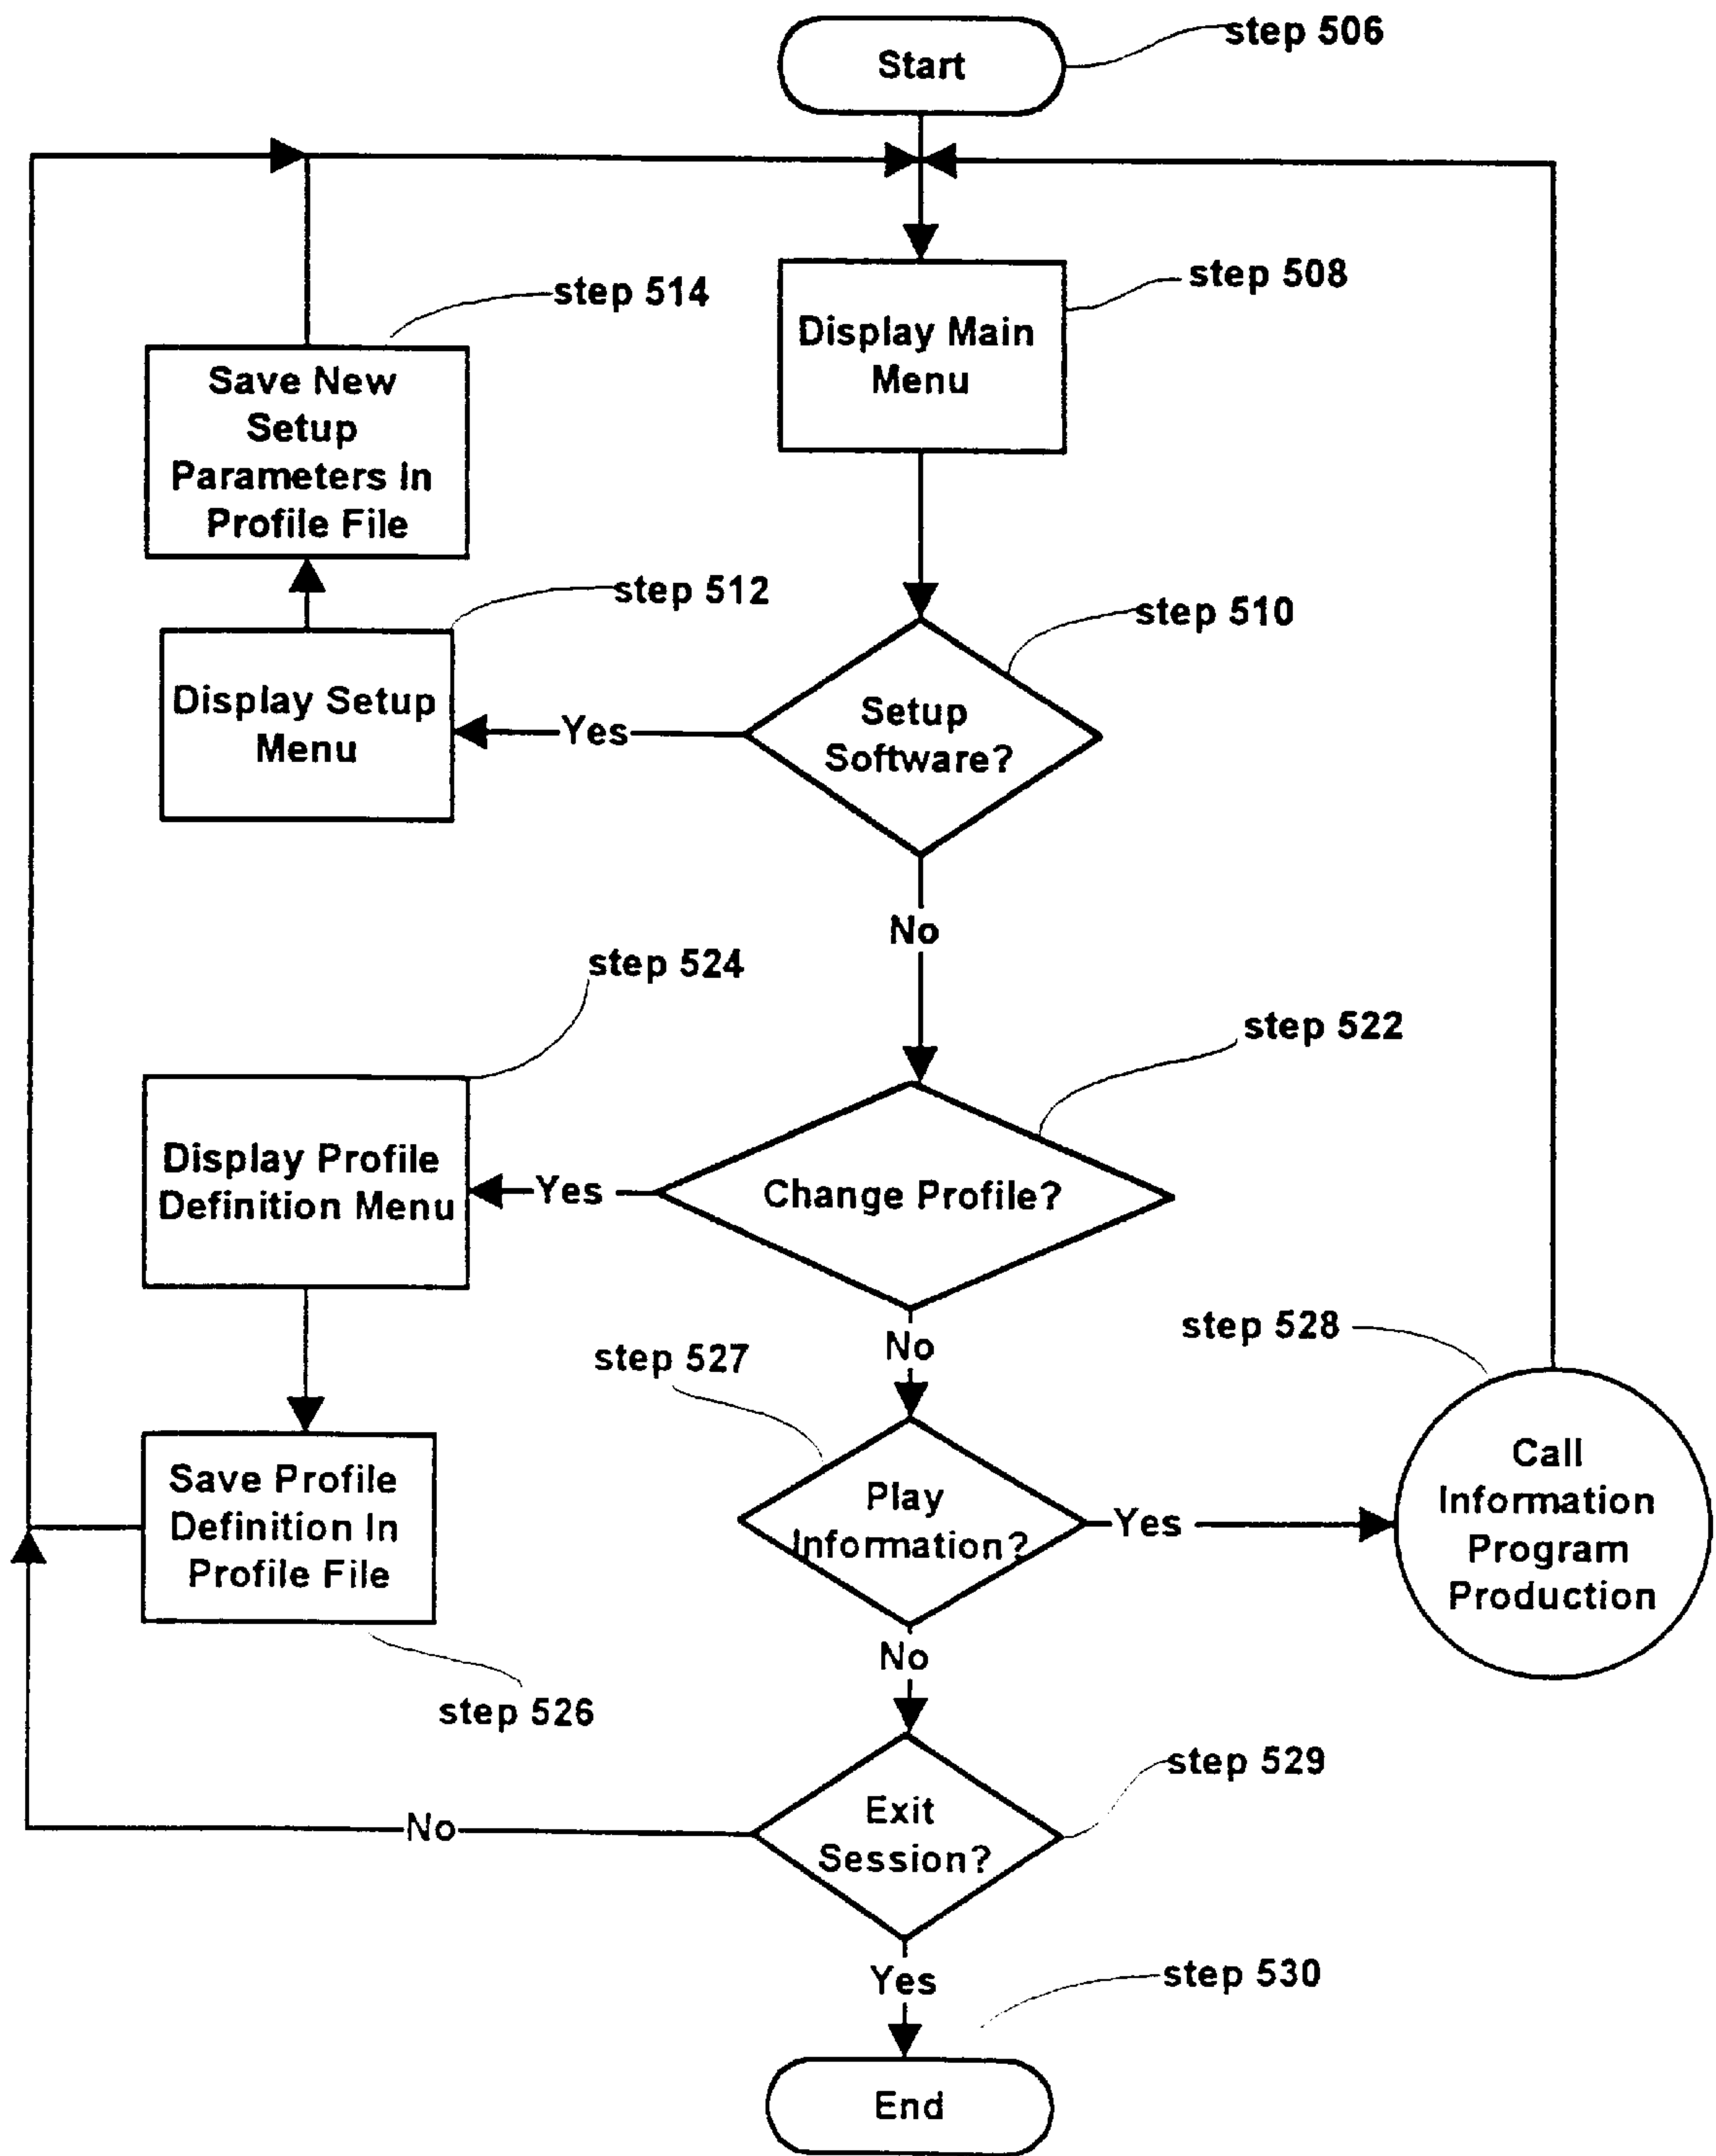 step 506
Start
step 508
Display Main
Menu
step 514
Save New
Setup
Parameters In
Profile File
step 512
Display Setup
Menu
Yes
step 510
Setup
Software?
No
step 524
step 522
Display Profile
Definition Menu
Yes
Change Profile?
No
step 528
step 527
Save Profile
Definition In
Profile File
Play
Information?
Yes
Call
Information
Program
Production
No
step 526
step 529
Exit
Session?
No
Yes
step 530
End